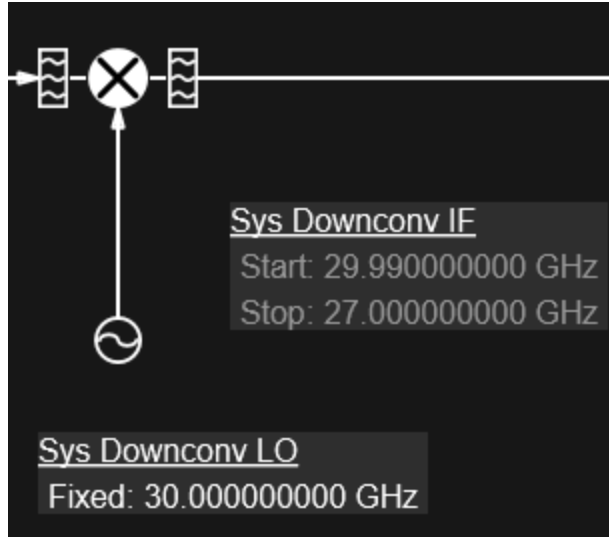 Sys Downconv IF
Start: 29.990000000 GHz
Stop: 27.000000000 GHz
Sys Downconv LO
Fixed: 30.000000000 GHz